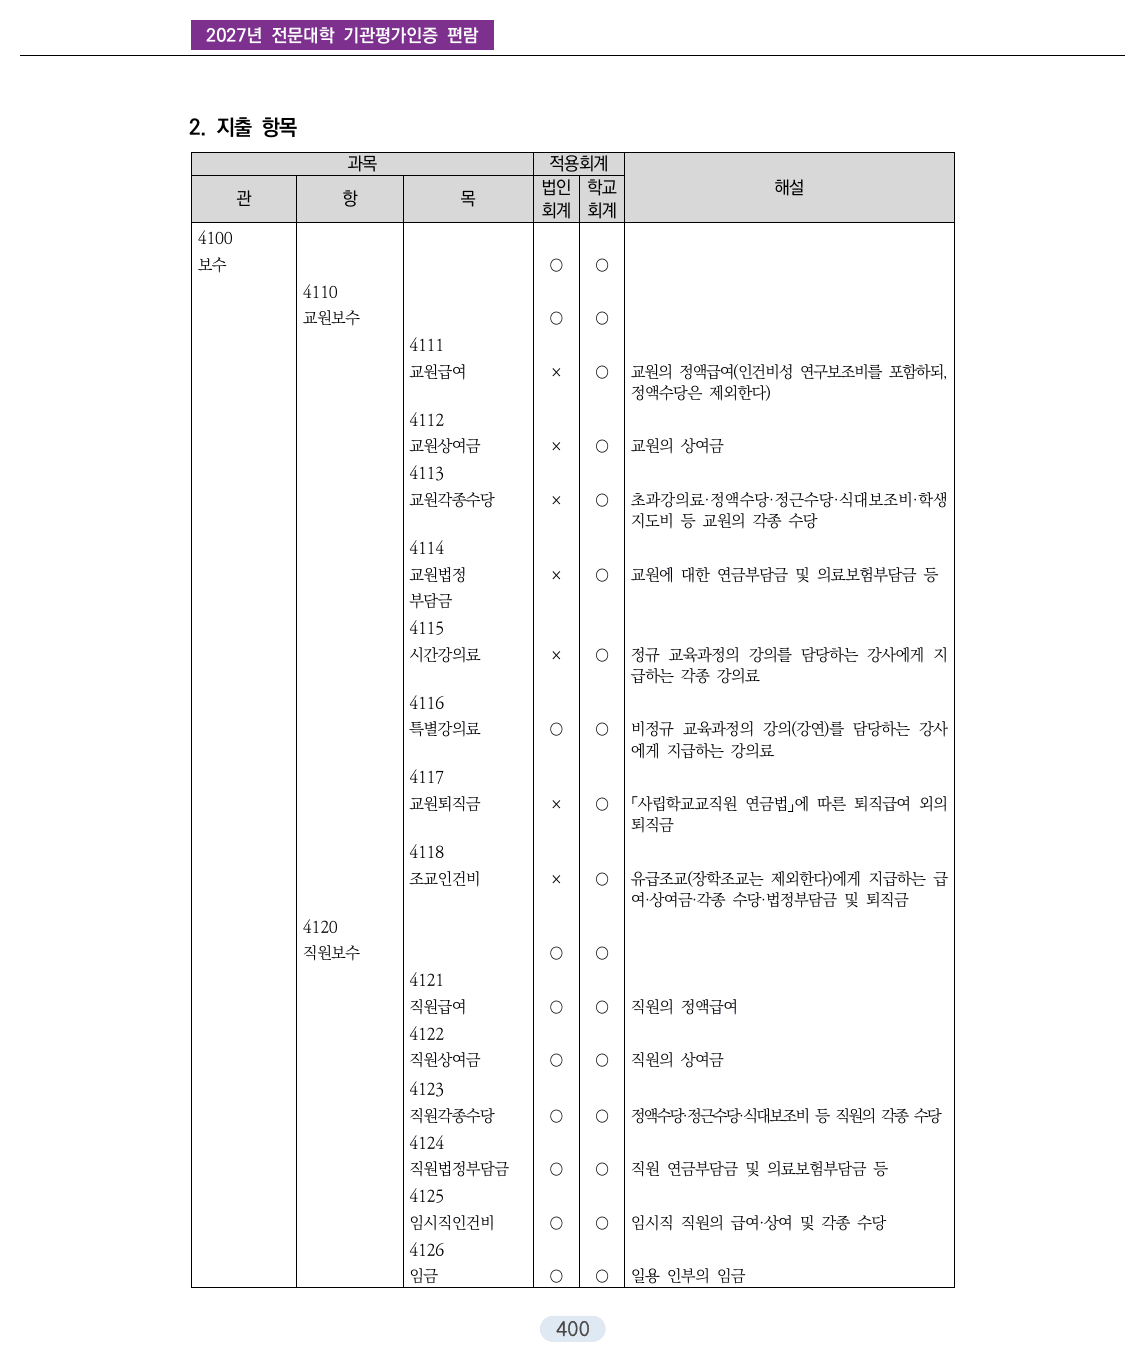 2027년 전문대학 기관평가인증 편람
2. 지출 항목
과목 적용회계 해설
관 항 목 법인 학교
회계 회계
4100
보수 ○ ○
4110
교원보수 ○ ○
4111
교원급여 × ○ 교원의 정액급여(인건비성 연구보조비를 포함하되,
정액수당은 제외한다)
4112
교원상여금 × ○ 교원의 상여금
4113
교원각종수당 × ○ 초과강의료·정액수당·정근수당·식대보조비·학생
지도비 등 교원의 각종 수당
4114
교원법정 × ○ 교원에 대한 연금부담금 및 의료보험부담금 등
부담금
4115
시간강의료 × ○ 정규 교육과정의 강의를 담당하는 강사에게 지
급하는 각종 강의료
4116
특별강의료 ○ ○ 비정규 교육과정의 강의(강연)를 담당하는 강사
에게 지급하는 강의료
4117
교원퇴직금 × ○ 「사립학교교직원 연금법」에 따른 퇴직급여 외의
퇴직금
4118
조교인건비 × ○ 유급조교(장학조교는 제외한다)에게 지급하는 급
여·상여금·각종 수당·법정부담금 및 퇴직금
4120
직원보수 ○ ○
4121
직원급여 ○ ○ 직원의 정액급여
4122
직원상여금 ○ ○ 직원의 상여금
4123
직원각종수당 ○ ○ 정액수당·정근수당·식대보조비 등 직원의 각종 수당
4124
직원법정부담금 ○ ○ 직원 연금부담금 및 의료보험부담금 등
4125
임시직인건비 ○ ○ 임시직 직원의 급여·상여 및 각종 수당
4126
임금 ○ ○ 일용 인부의 임금
400